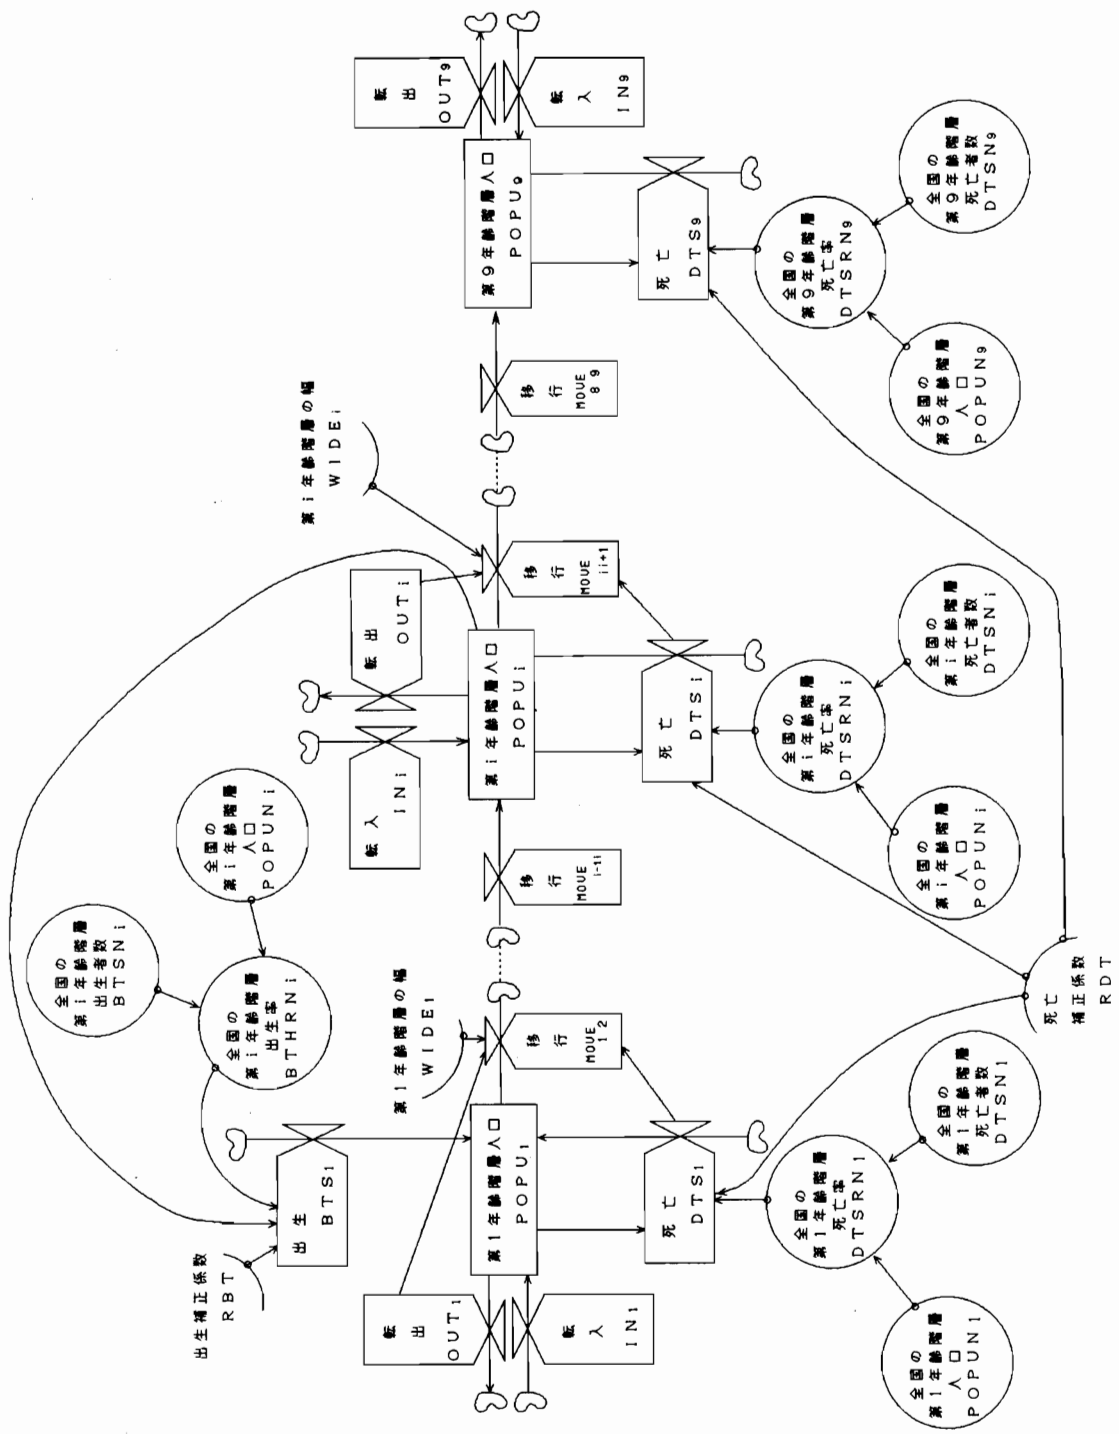 出生補正係数
RBT
出生
BTS1
全国の
第i年齢階層
出生者数
BTSNi
全国の
第i年齢階層
出生率
BTHRNi
全国の
第i年齢階層
人口
POPUNi
転出
OUT1
転入
IN1
第1年齢階層人口
POPU1
第1年齢階層の幅
WIDE1
移行
MOVE
12
死亡
DTS1
全国の
第1年齢階層
死亡率
DTSRN1
全国の
第1年齢階層
人口
POPUN1
全国の
第1年齢階層
死亡者数
DTSN1
死亡
補正係数
RDT
移行
MOVE
i-1i
転入
INi
転出
OUTi
第i年齢階層人口
POPUi
第i年齢階層の幅
WIDEi
移行
MOVE
ii+1
死亡
DTSi
全国の
第i年齢階層
死亡率
DTSRNi
全国の
第i年齢階層
人口
POPUNi
全国の
第i年齢階層
死亡者数
DTSNi
移行
MOVE
89
第9年齢階層人口
POPU9
転出
OUT9
転入
IN9
死亡
DTS9
全国の
第9年齢階層
死亡率
DTSRN9
全国の
第9年齢階層
人口
POPUN9
全国の
第9年齢階層
死亡者数
DTSN9